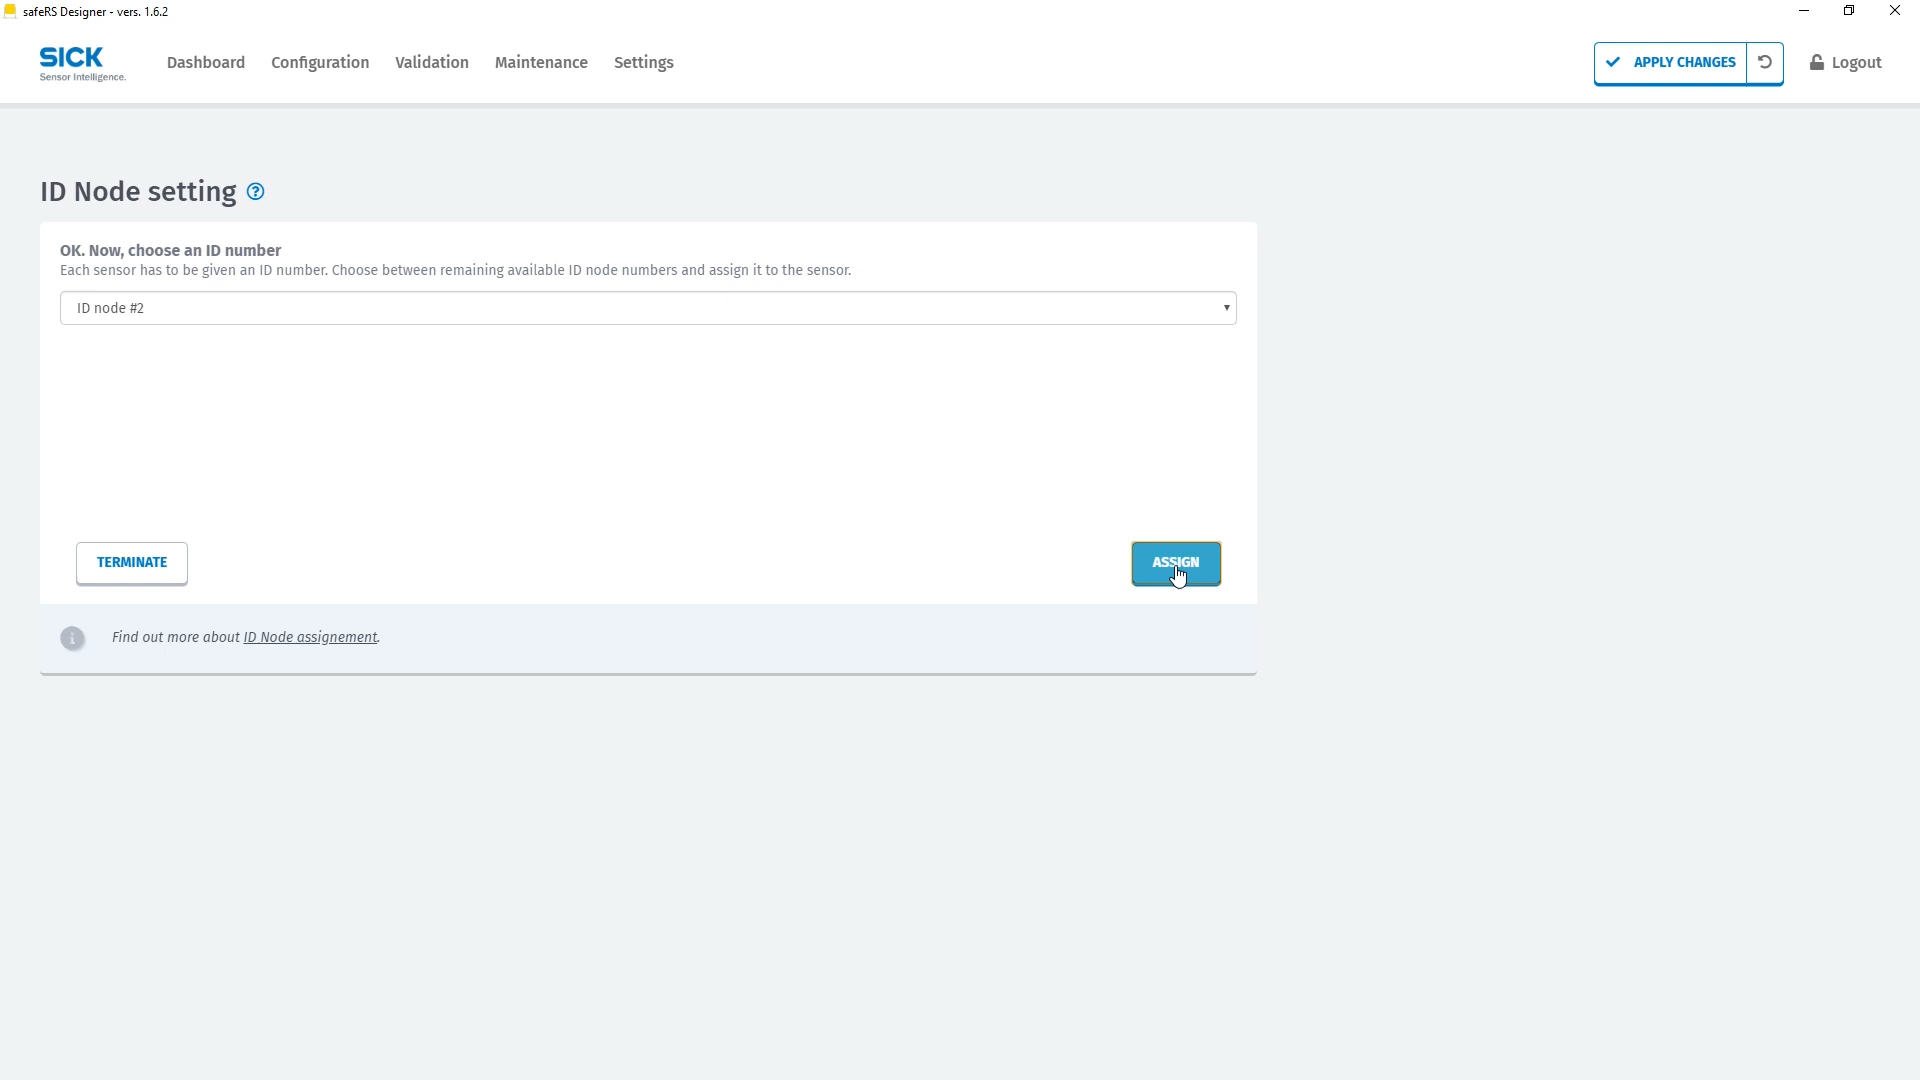 safeRS Designer - vers. 1.6.2
SICK
Sensor Intelligence.
Dashboard Configuration Validation Maintenance Settings
APPLY CHANGES
Logout
ID Node setting ?
OK. Now, choose an ID number
Each sensor has to be given an ID number. Choose between remaining available ID node numbers and assign it to the sensor.
ID node #2
TERMINATE
ASSIGN
i Find out more about ID Node assignement.